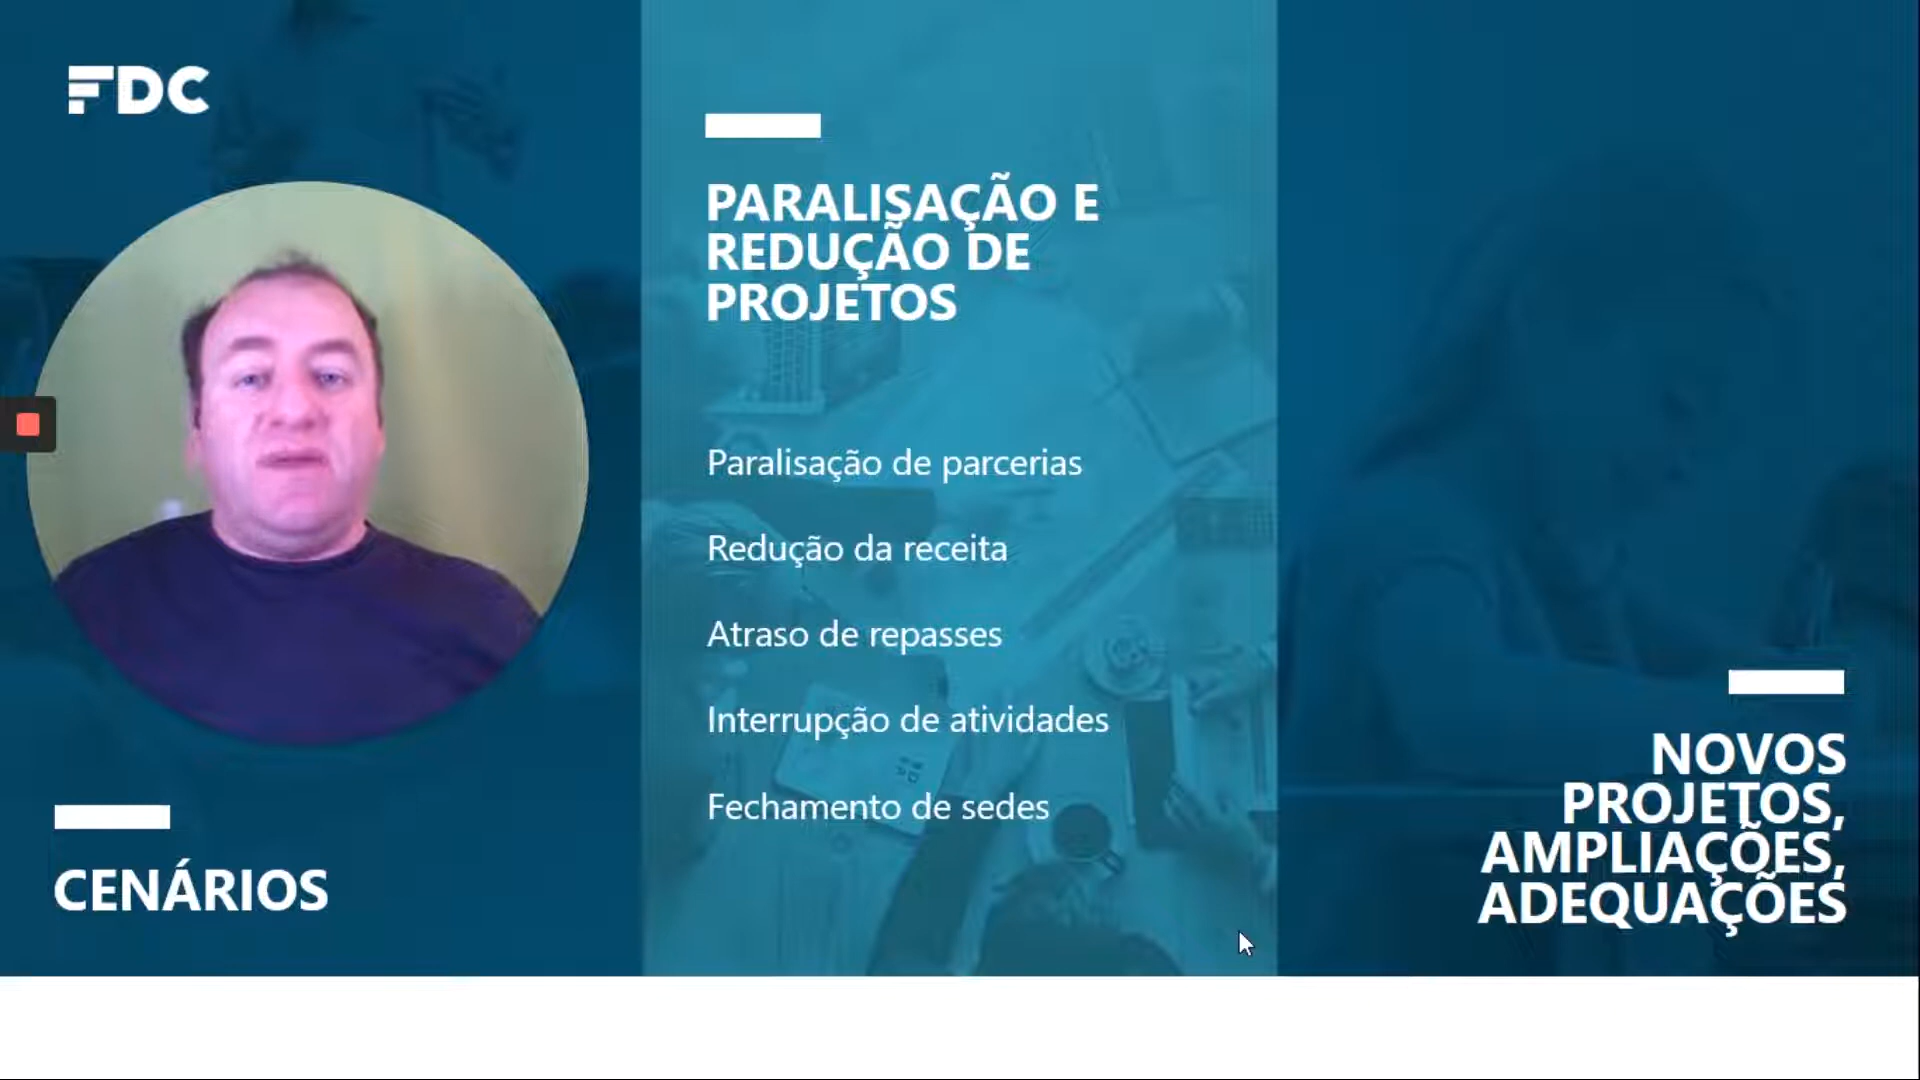 FDC
CENÁRIOS
PARALISAÇÃO E
REDUÇÃO DE
PROJETOS
Paralisação de parcerias
Redução da receita
Atraso de repasses
Interrupção de atividades
Fechamento de sedes
NOVOS
PROJETOS,
AMPLIAÇÕES,
ADEQUAÇÕES